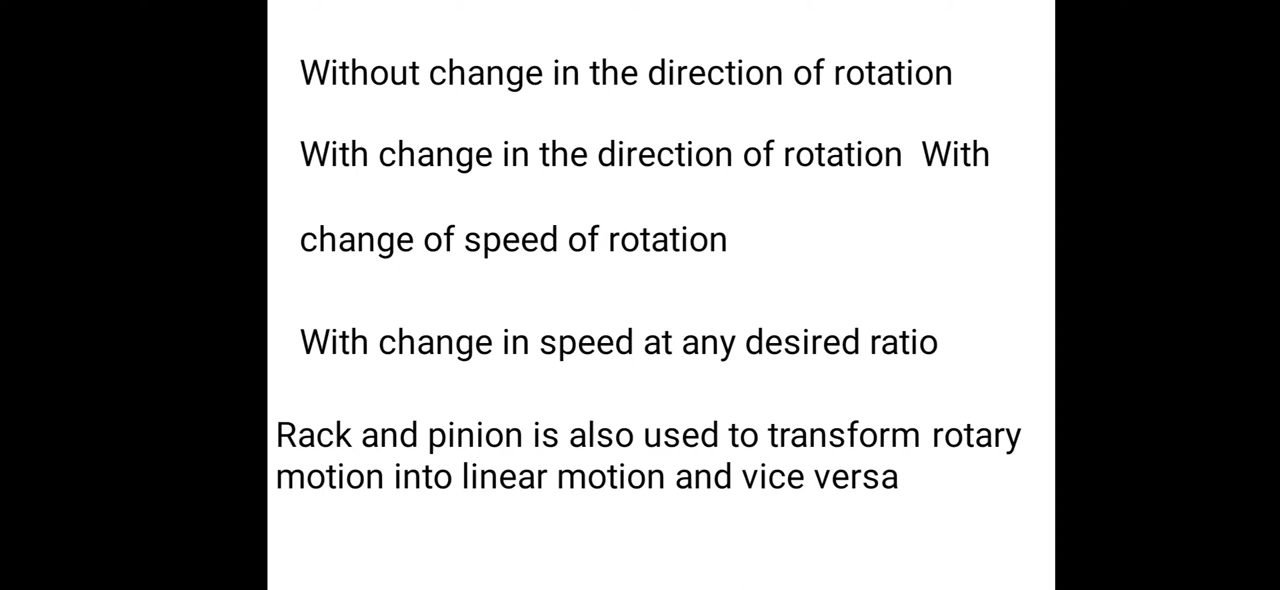 Without change in the direction of rotation
With change in the direction of rotation  With
change of speed of rotation
With change in speed at any desired ratio
Rack and pinion is also used to transform rotary
motion into linear motion and vice versa